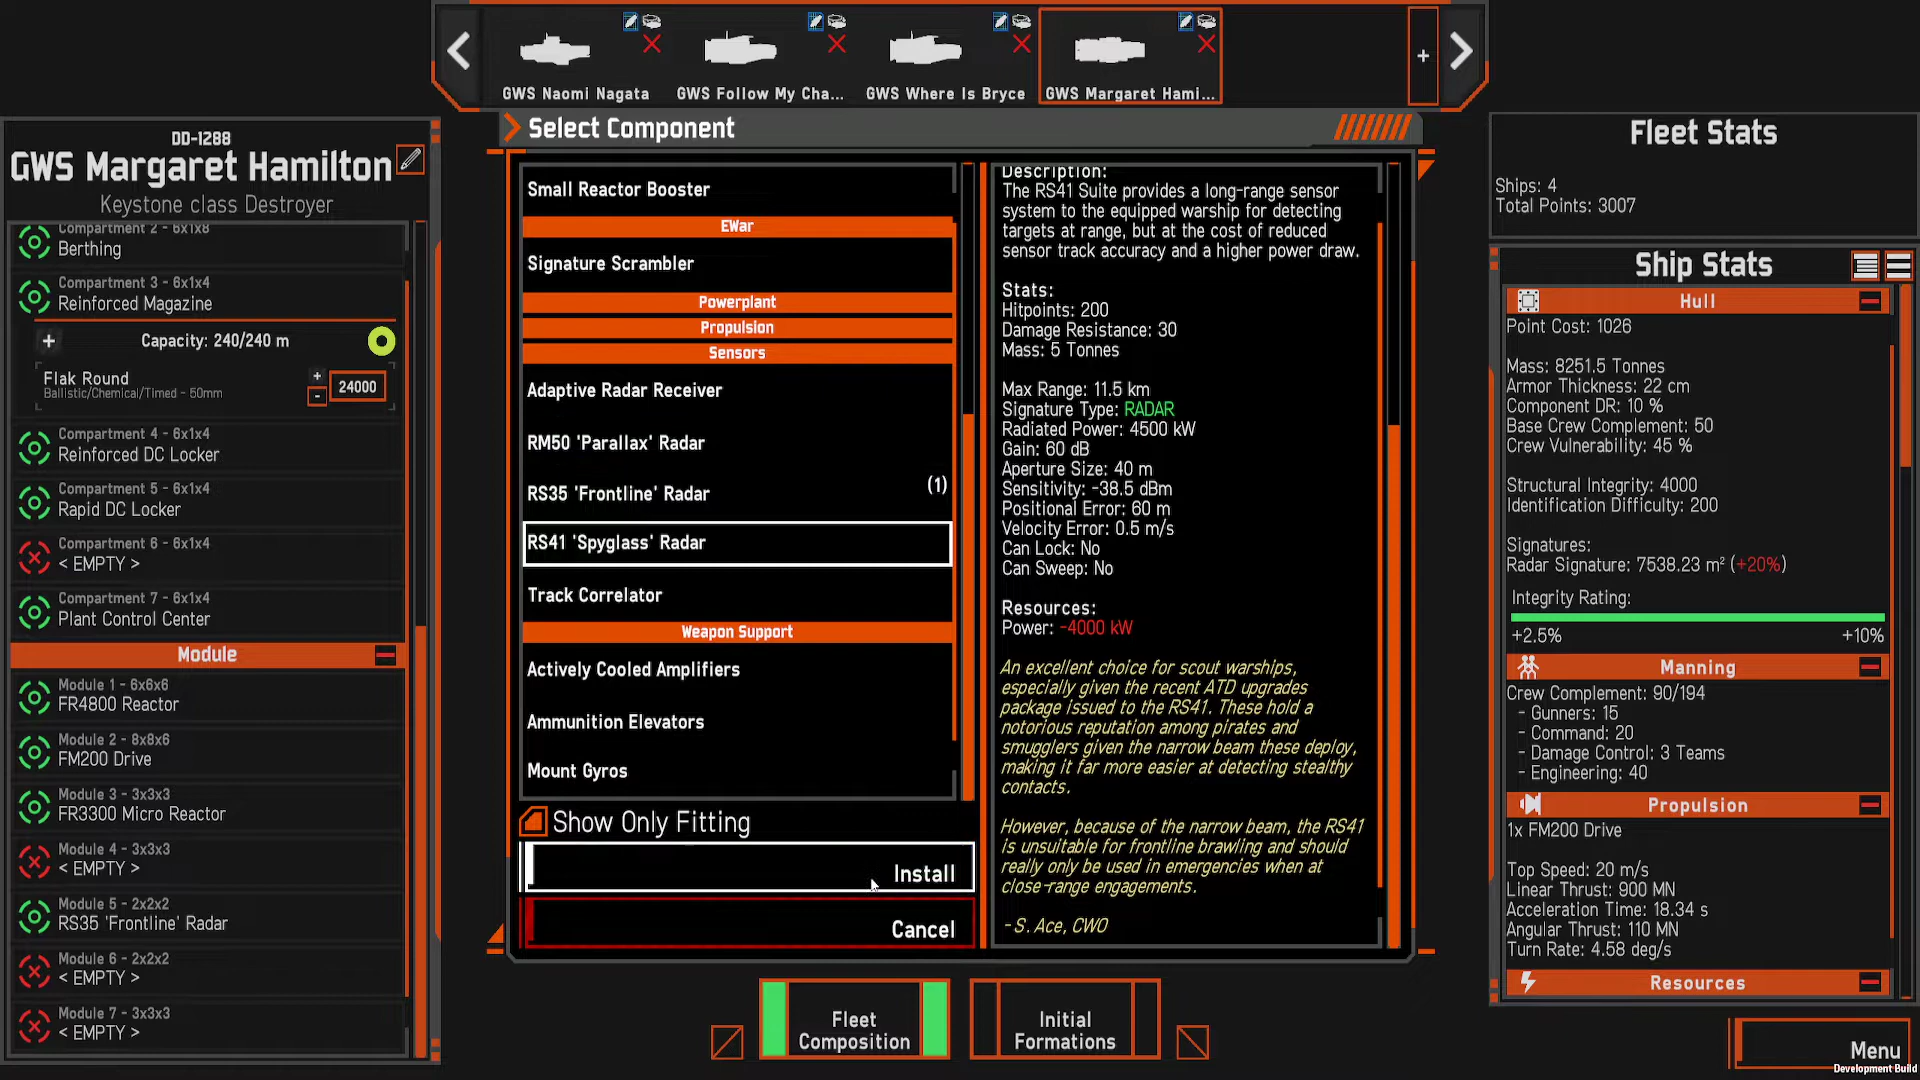 GWS Naomi Nagata
GWS Follow My Cha...
GWS Where Is Bryce
GWS Margaret Hami...
+
DD-1288
GWS Margaret Hamilton
Keystone class Destroyer
Compartment 2 - 6x1x8
Berthing
Compartment 3 - 6x1x4
Reinforced Magazine
+ Capacity: 240/240 m
Flak Round
Ballistic/Chemical/Timed - 50mm
+
-
24000
Compartment 4 - 6x1x4
Reinforced DC Locker
Compartment 5 - 6x1x4
Rapid DC Locker
Compartment 6 - 6x1x4
< EMPTY >
Compartment 7 - 6x1x4
Plant Control Center
Module
Module 1 - 6x6x6
FR4800 Reactor
Module 2 - 8x8x6
FM200 Drive
Module 3 - 3x3x3
FR3300 Micro Reactor
Module 4 - 3x3x3
< EMPTY >
Module 5 - 2x2x2
RS35 'Frontline' Radar
Module 6 - 2x2x2
< EMPTY >
Module 7 - 3x3x3
< EMPTY >
Select Component
Small Reactor Booster
EWar
Signature Scrambler
Powerplant
Propulsion
Sensors
Adaptive Radar Receiver
RM50 'Parallax' Radar
RS35 'Frontline' Radar (1)
RS41 'Spyglass' Radar
Track Correlator
Weapon Support
Actively Cooled Amplifiers
Ammunition Elevators
Mount Gyros
Show Only Fitting
Install
Cancel
Description:
The RS41 Suite provides a long-range sensor
system to the equipped warship for detecting
targets at range, but at the cost of reduced
sensor track accuracy and a higher power draw.
Stats:
Hitpoints: 200
Damage Resistance: 30
Mass: 5 Tonnes
Max Range: 11.5 km
Signature Type: RADAR
Radiated Power: 4500 kW
Gain: 60 dB
Aperture Size: 40 m
Sensitivity: -38.5 dBm
Positional Error: 60 m
Velocity Error: 0.5 m/s
Can Lock: No
Can Sweep: No
Resources:
Power: -4000 kW
An excellent choice for scout warships,
especially given the recent ATD upgrades
package issued to the RS41. These hold a
notorious reputation among pirates and
smugglers given the narrow beam these deploy,
making it far more easier at detecting stealthy
contacts.
However, because of the narrow beam, the RS41
is unsuitable for frontline brawling and should
really only be used in emergencies when at
close-range engagements.
- S. Ace, CWO
Fleet
Composition
Initial
Formations
Fleet Stats
Ships: 4
Total Points: 3007
Ship Stats
Hull
Point Cost: 1026
Mass: 8251.5 Tonnes
Armor Thickness: 22 cm
Component DR: 10 %
Base Crew Complement: 50
Crew Vulnerability: 45 %
Structural Integrity: 4000
Identification Difficulty: 200
Signatures:
Radar Signature: 7538.23 m² (+20%)
Integrity Rating:
+2.5% +10%
Manning
Crew Complement: 90/194
- Gunners: 15
- Command: 20
- Damage Control: 3 Teams
- Engineering: 40
Propulsion
1x FM200 Drive
Top Speed: 20 m/s
Linear Thrust: 900 MN
Acceleration Time: 18.34 s
Angular Thrust: 110 MN
Turn Rate: 4.58 deg/s
Resources
Menu
Development Build